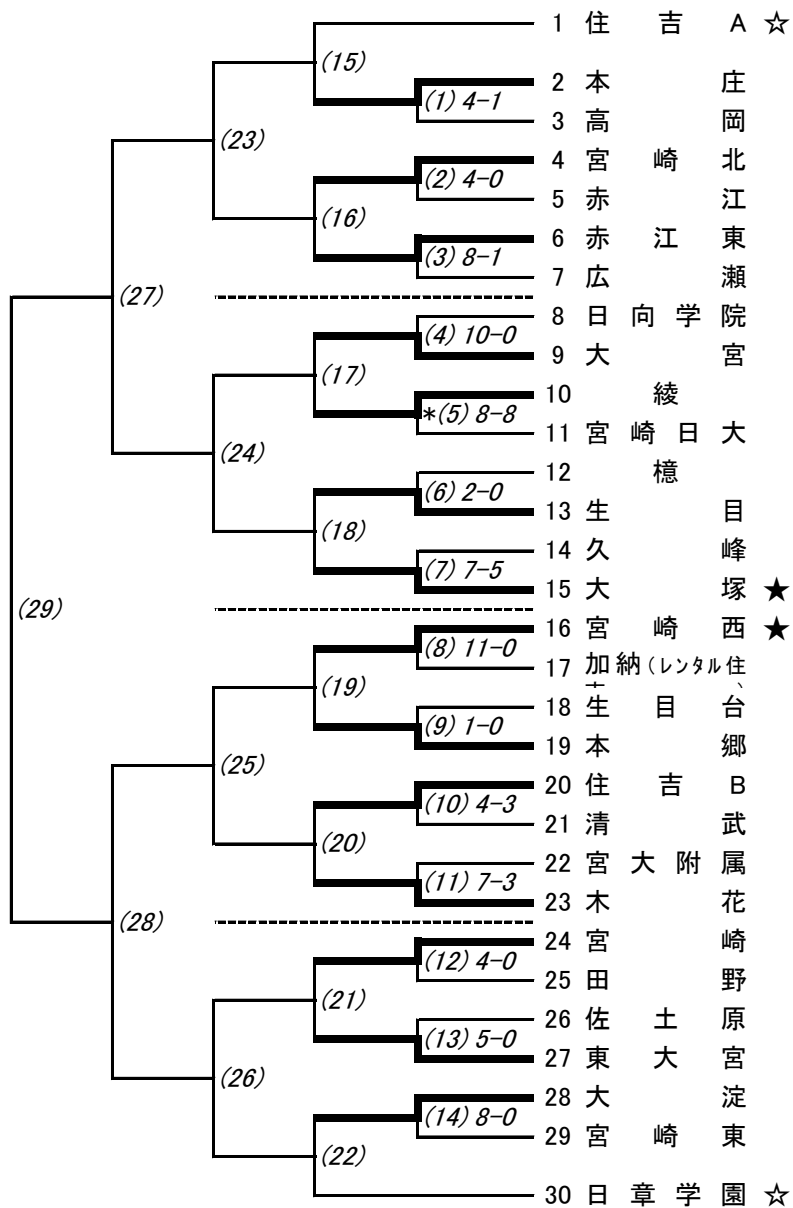 1 住吉A ☆
(15)
2 本庄
(1) 4-1
3 高岡
(23)
4 宮崎北
(2) 4-0
5 赤江
(16)
6 赤江東
(3) 8-1
7 広瀬
(27)
8 日向学院
(4) 10-0
9 大宮
(17)
10 綾
*(5) 8-8
11 宮崎日大
(24)
12 檍
(6) 2-0
13 生目
(18)
14 久峰
(7) 7-5
15 大塚 ★
(29)
16 宮崎西 ★
(8) 11-0
17 加納(レンタル住
(19)
18 生目台
(9) 1-0
19 本郷
(25)
20 住吉B
(10) 4-3
21 清武
(20)
22 宮大附属
(11) 7-3
23 木花
(28)
24 宮崎
(12) 4-0
25 田野
(21)
26 佐土原
(13) 5-0
27 東大宮
(26)
28 大淀
(14) 8-0
29 宮崎東
(22)
30 日章学園 ☆